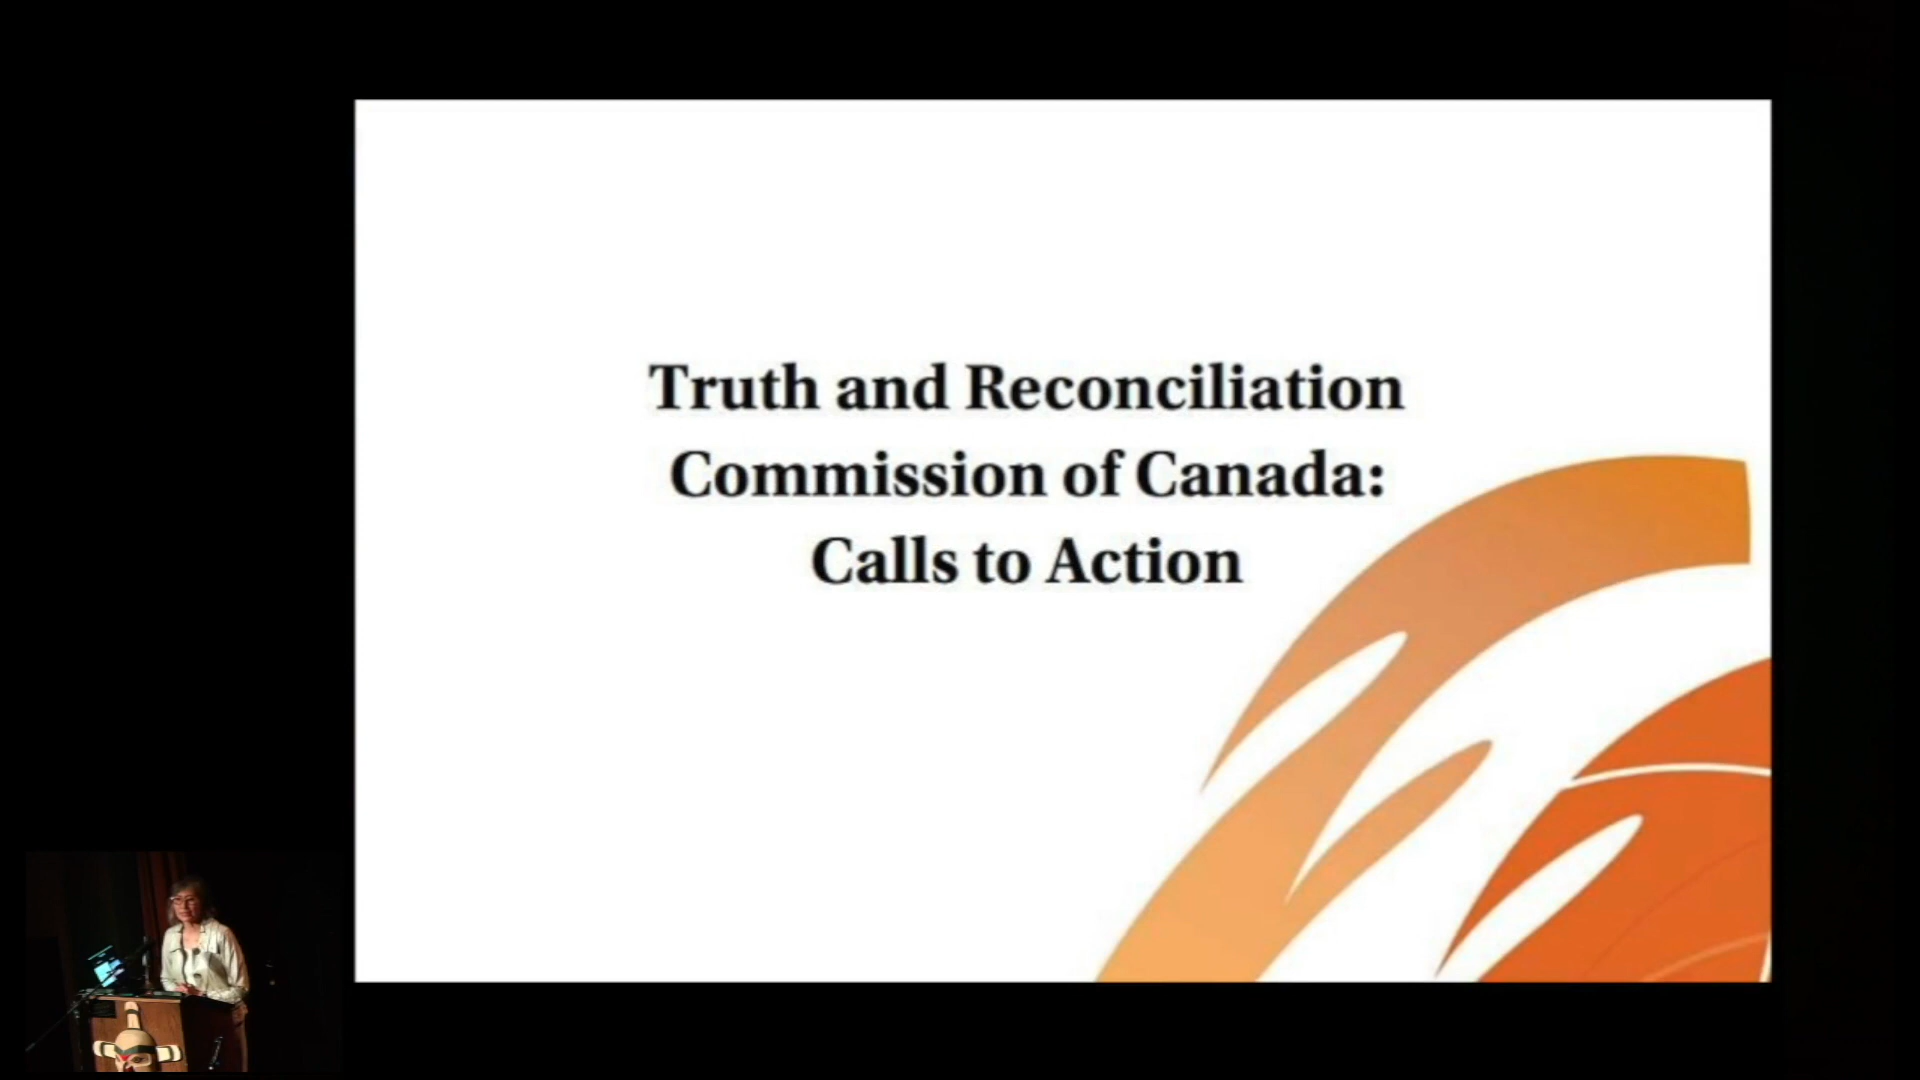 Truth and Reconciliation
Commission of Canada:
Calls to Action